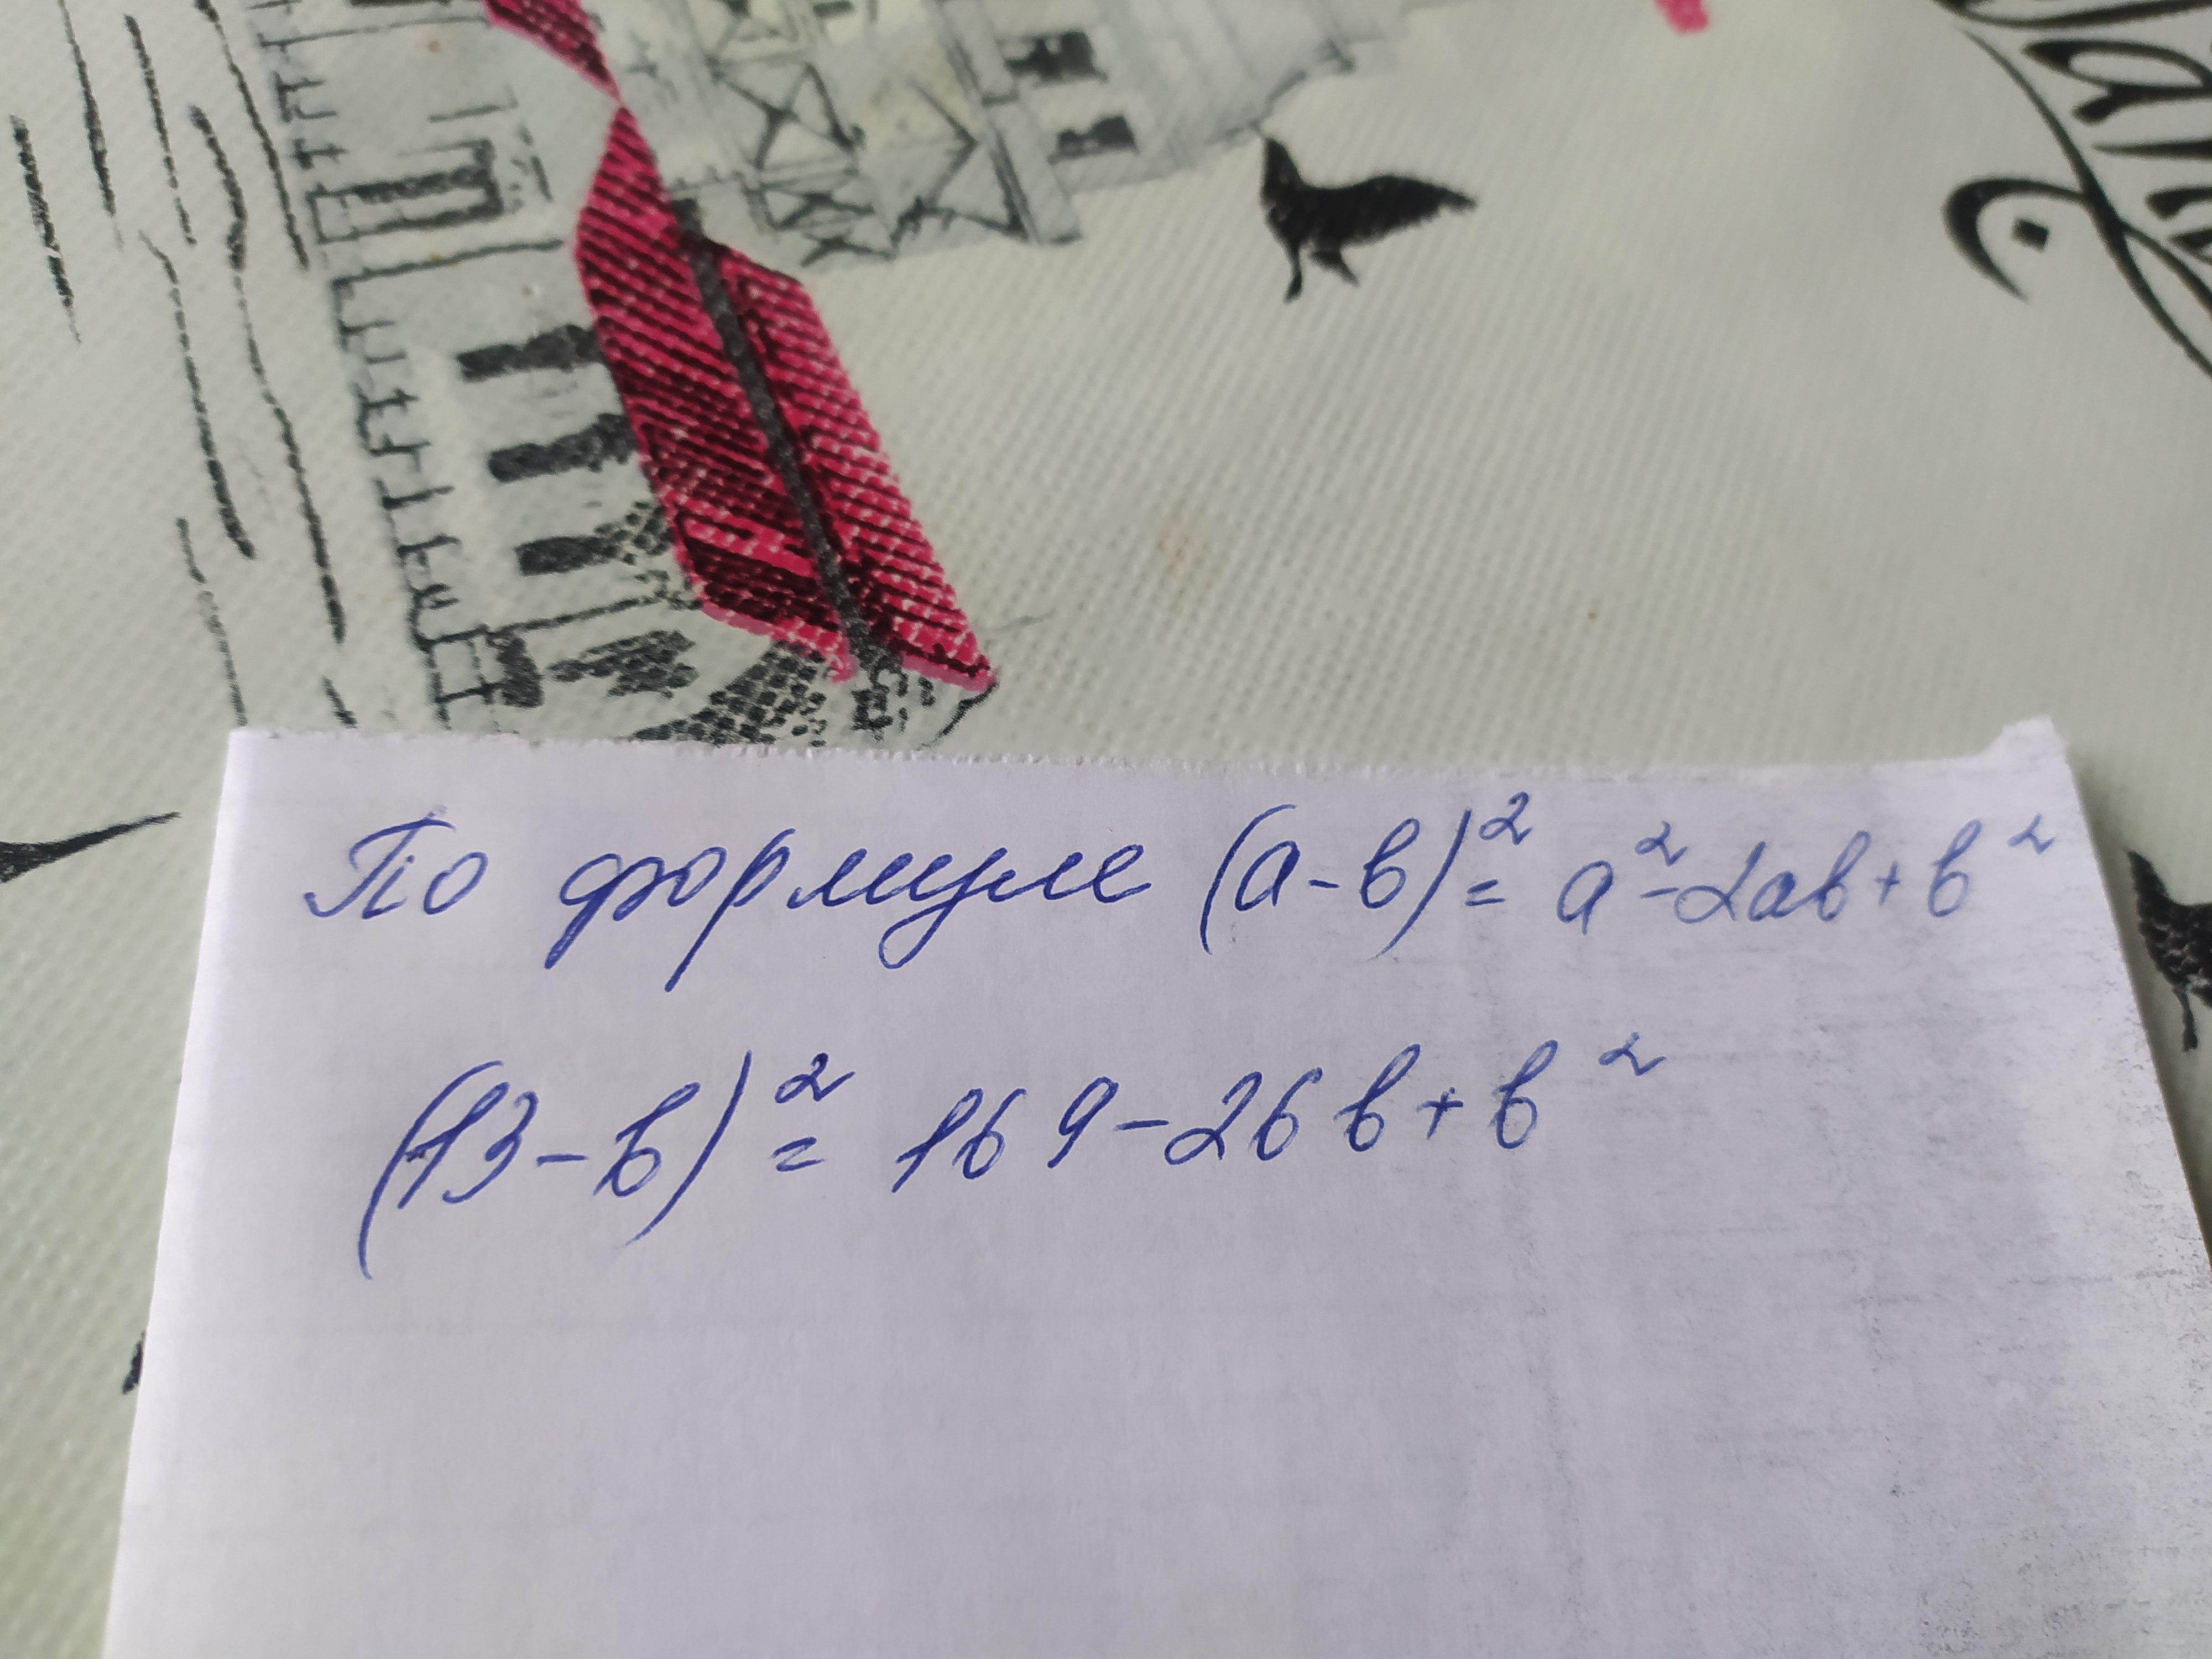 По формуле (a-b)²= a²-2ab+b²
(13-b)²= 169-26b+b²